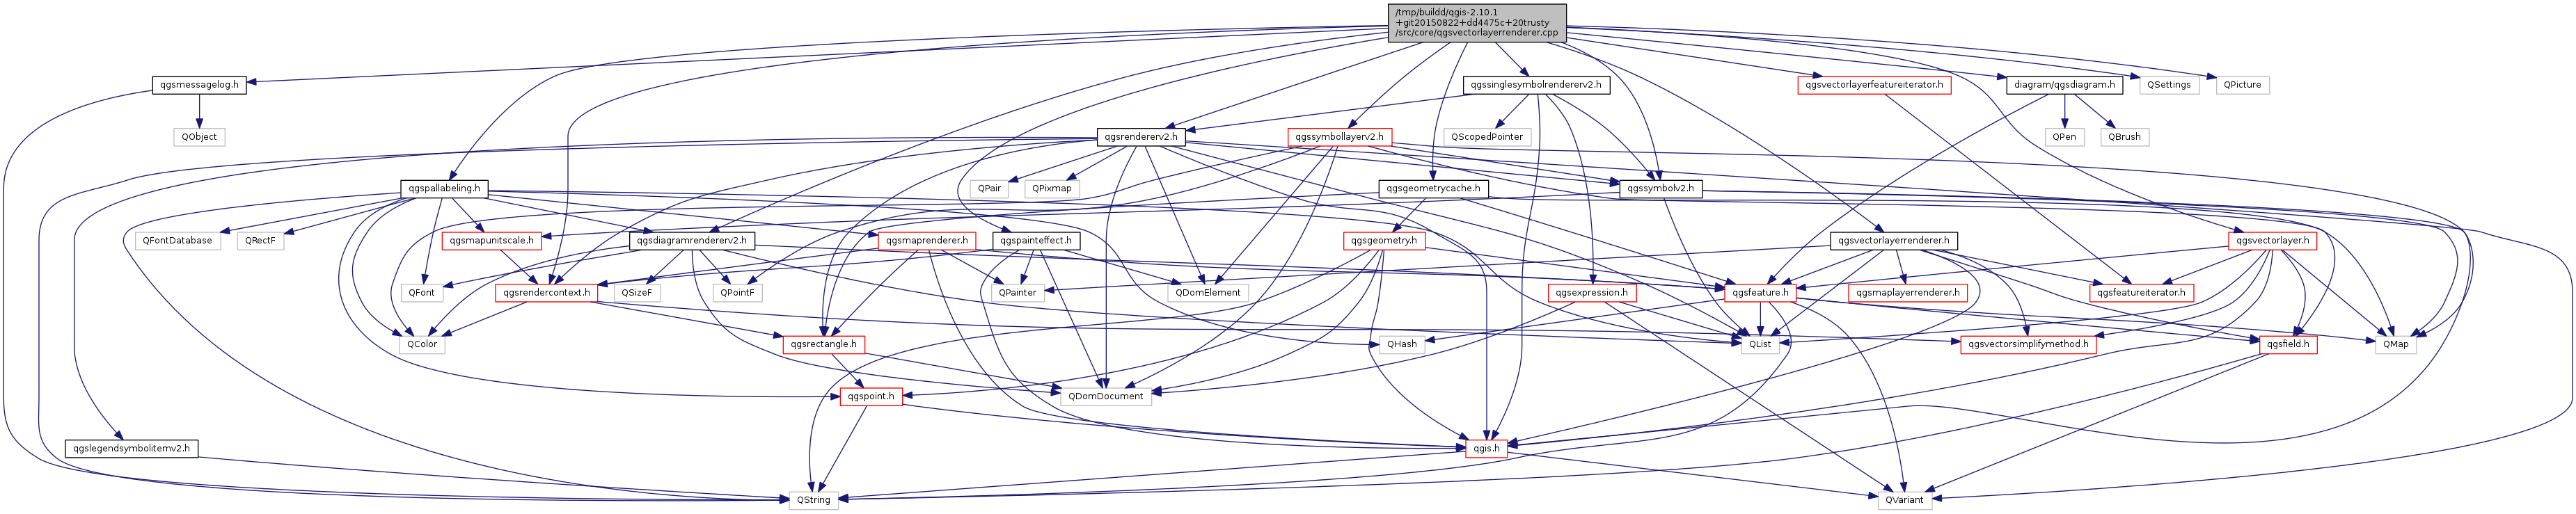 /tmp/buildd/qgis-2.10.1
+git20150822+dd4475c+20trusty
/src/core/qgsvectorlayerrenderer.cpp
qgsmessagelog.h
qgssinglesymbolrendererv2.h
qgsvectorlayerfeatureiterator.h
diagram/qgsdiagram.h
QSettings
QPicture
QObject
qgsrendererv2.h
qgssymbollayerv2.h
QScopedPointer
QPen
QBrush
qgspallabeling.h
QPair
QPixmap
qgsgeometrycache.h
qgssymbolv2.h
QFontDatabase
QRectF
qgsmapunitscale.h
qgsdiagramrendererv2.h
qgsmaprenderer.h
qgspainteffect.h
qgsgeometry.h
qgsvectorlayerrenderer.h
qgsvectorlayer.h
QFont
qgsrendercontext.h
QSizeF
QPointF
QPainter
QDomElement
qgsexpression.h
qgsfeature.h
qgsmaplayerrenderer.h
qgsfeatureiterator.h
QColor
qgsrectangle.h
QHash
QList
qgsvectorsimplifymethod.h
qgsfield.h
QMap
qgspoint.h
QDomDocument
qgslegendsymbolitemv2.h
qgis.h
QString
QVariant